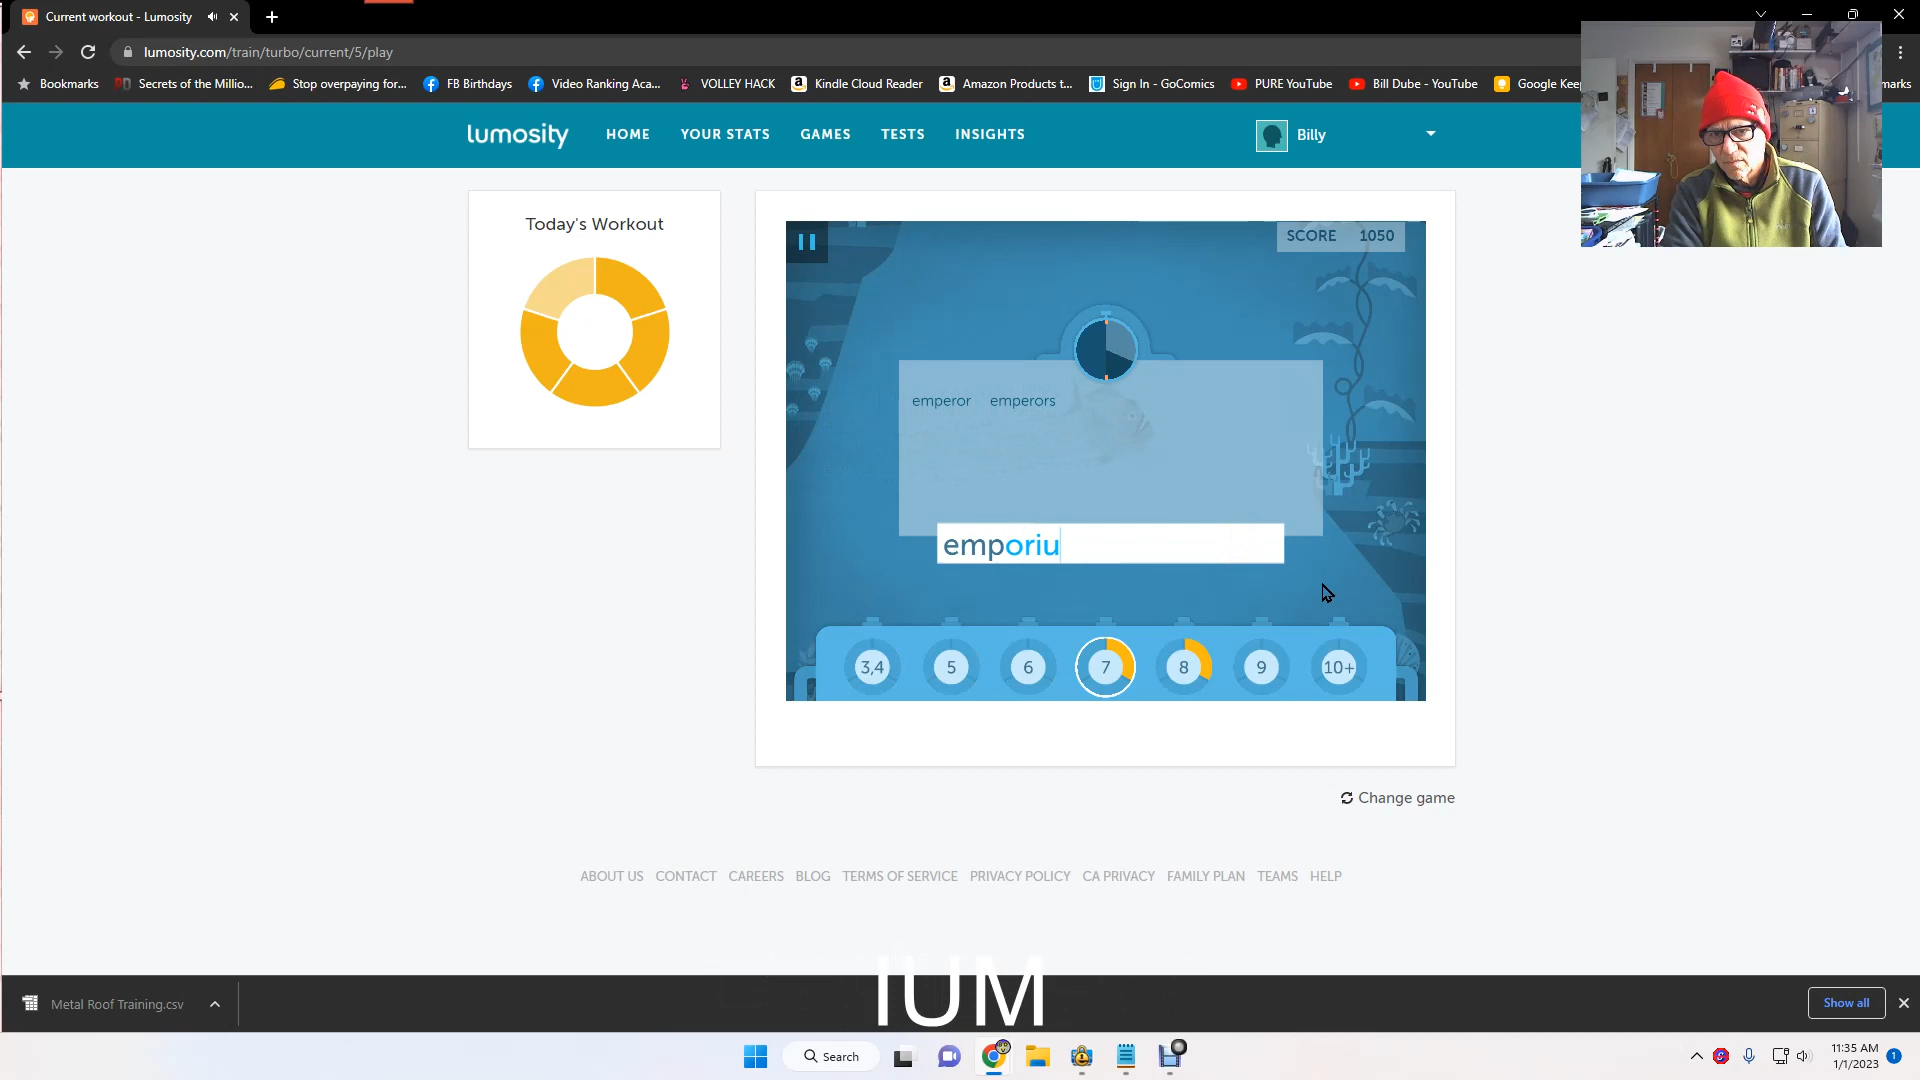 Current workout - Lumosity
lumosity.com/train/turbo/current/5/play
Bookmarks Secrets of the Millio... Stop overpaying for... FB Birthdays Video Ranking Aca... VOLLEY HACK Kindle Cloud Reader Amazon Products t... Sign In - GoComics PURE YouTube Bill Dube - YouTube Google Keep marks
lumosity HOME YOUR STATS GAMES TESTS INSIGHTS Billy
Today's Workout
SCORE 1050
emperor emperors
emporiu
3,4 5 6 7 8 9 10+
Change game
ABOUT US CONTACT CAREERS BLOG TERMS OF SERVICE PRIVACY POLICY CA PRIVACY FAMILY PLAN TEAMS HELP
IUM
Metal Roof Training.csv Show all
Search
11:35 AM
1/1/2023 1